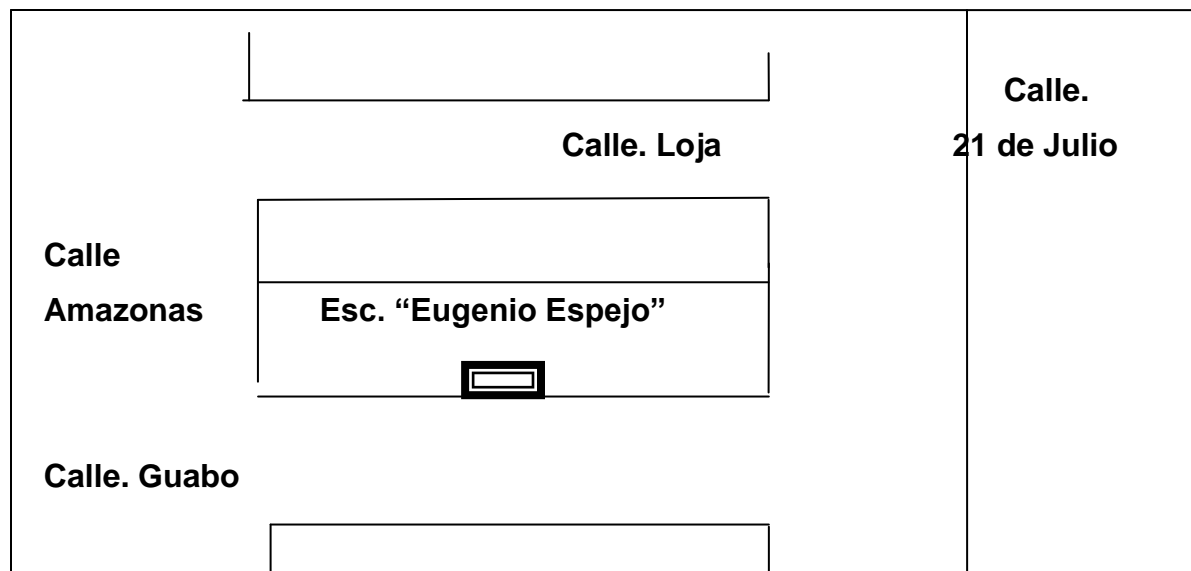 Calle.
Calle. Loja
21 de Julio
Calle
Amazonas
Esc. “Eugenio Espejo”
Calle. Guabo